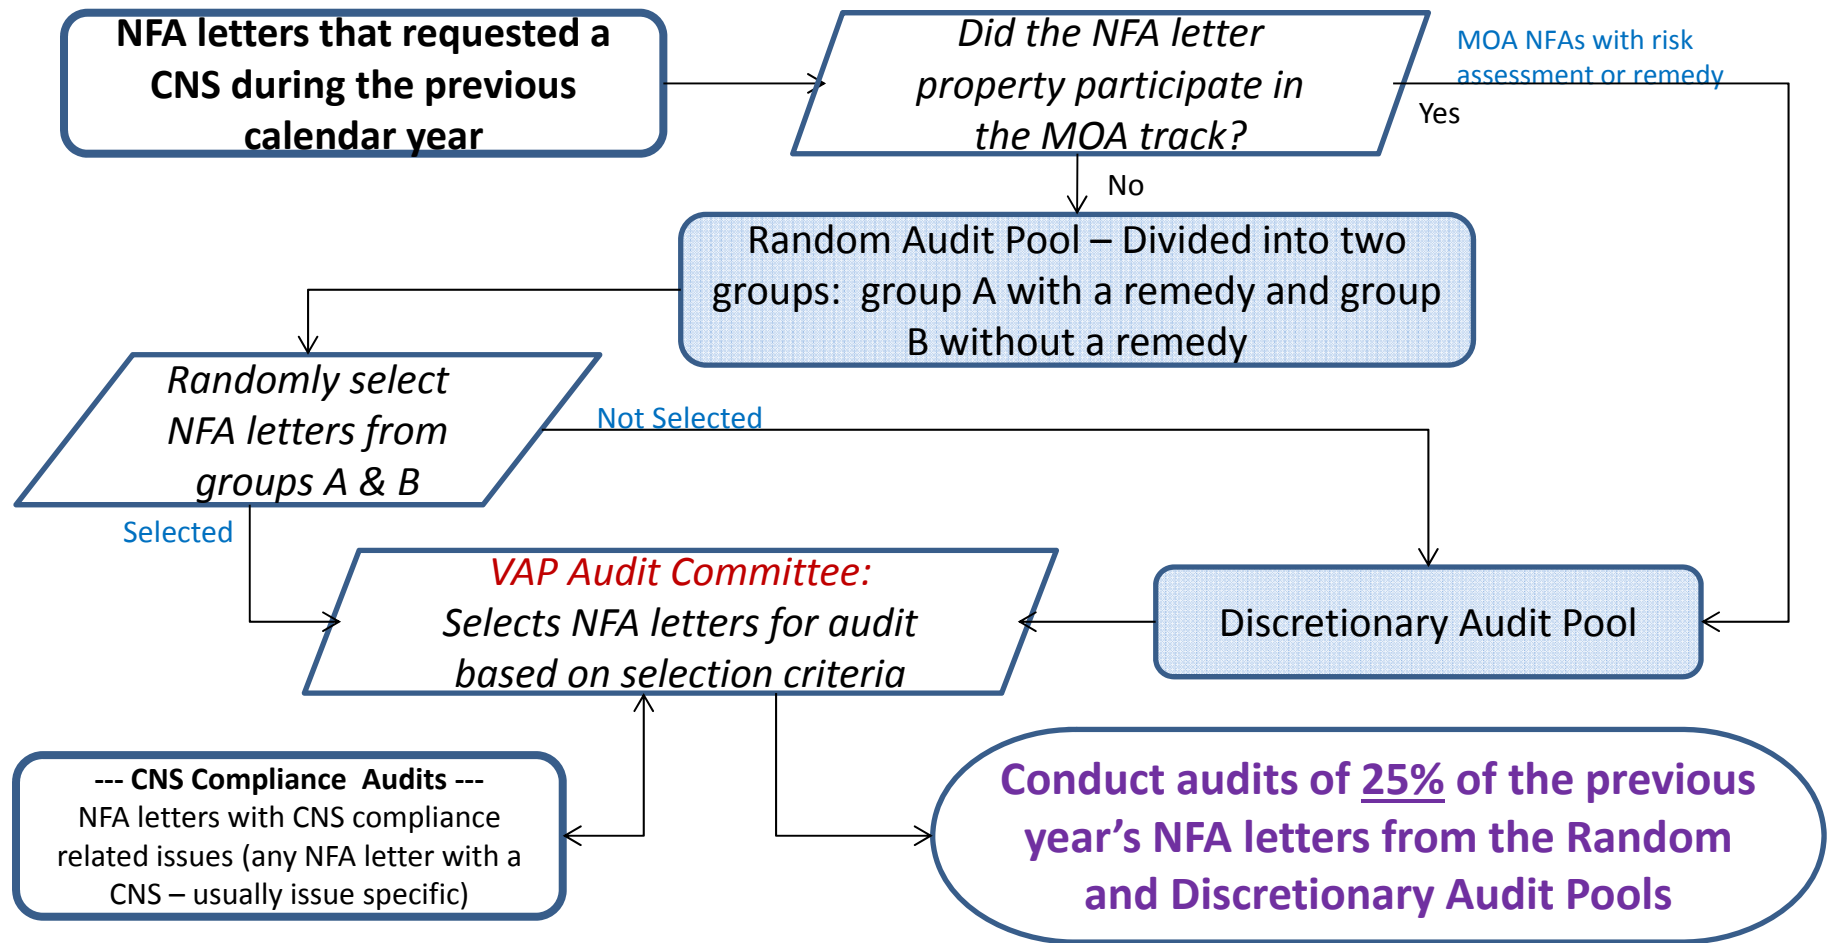 NFA letters that requested a
CNS during the previous
calendar year
Did the NFA letter
property participate in
the MOA track?
MOA NFAs with risk
assessment or remedy
Yes
No
Random Audit Pool – Divided into two
groups: group A with a remedy and group
B without a remedy
Randomly select
NFA letters from
groups A & B
Not Selected
Selected
VAP Audit Committee:
Selects NFA letters for audit
based on selection criteria
Discretionary Audit Pool
--- CNS Compliance Audits ---
NFA letters with CNS compliance
related issues (any NFA letter with a
CNS – usually issue specific)
Conduct audits of 25% of the previous
year’s NFA letters from the Random
and Discretionary Audit Pools